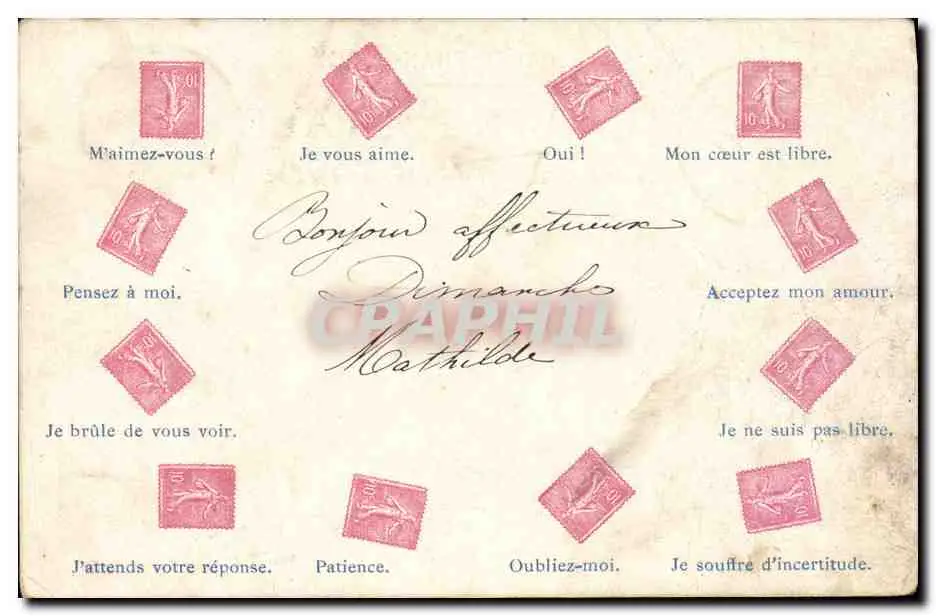 M'aimez-vous ?
Je vous aime.
Oui !
Mon cœur est libre.
Pensez à moi.
Bonjour affectueux
Acceptez mon amour.
Dimanche
CPAPHIL
Mathilde
Je brûle de vous voir.
Je ne suis pas libre.
J'attends votre réponse.
Patience.
Oubliez-moi.
Je souffre d'incertitude.